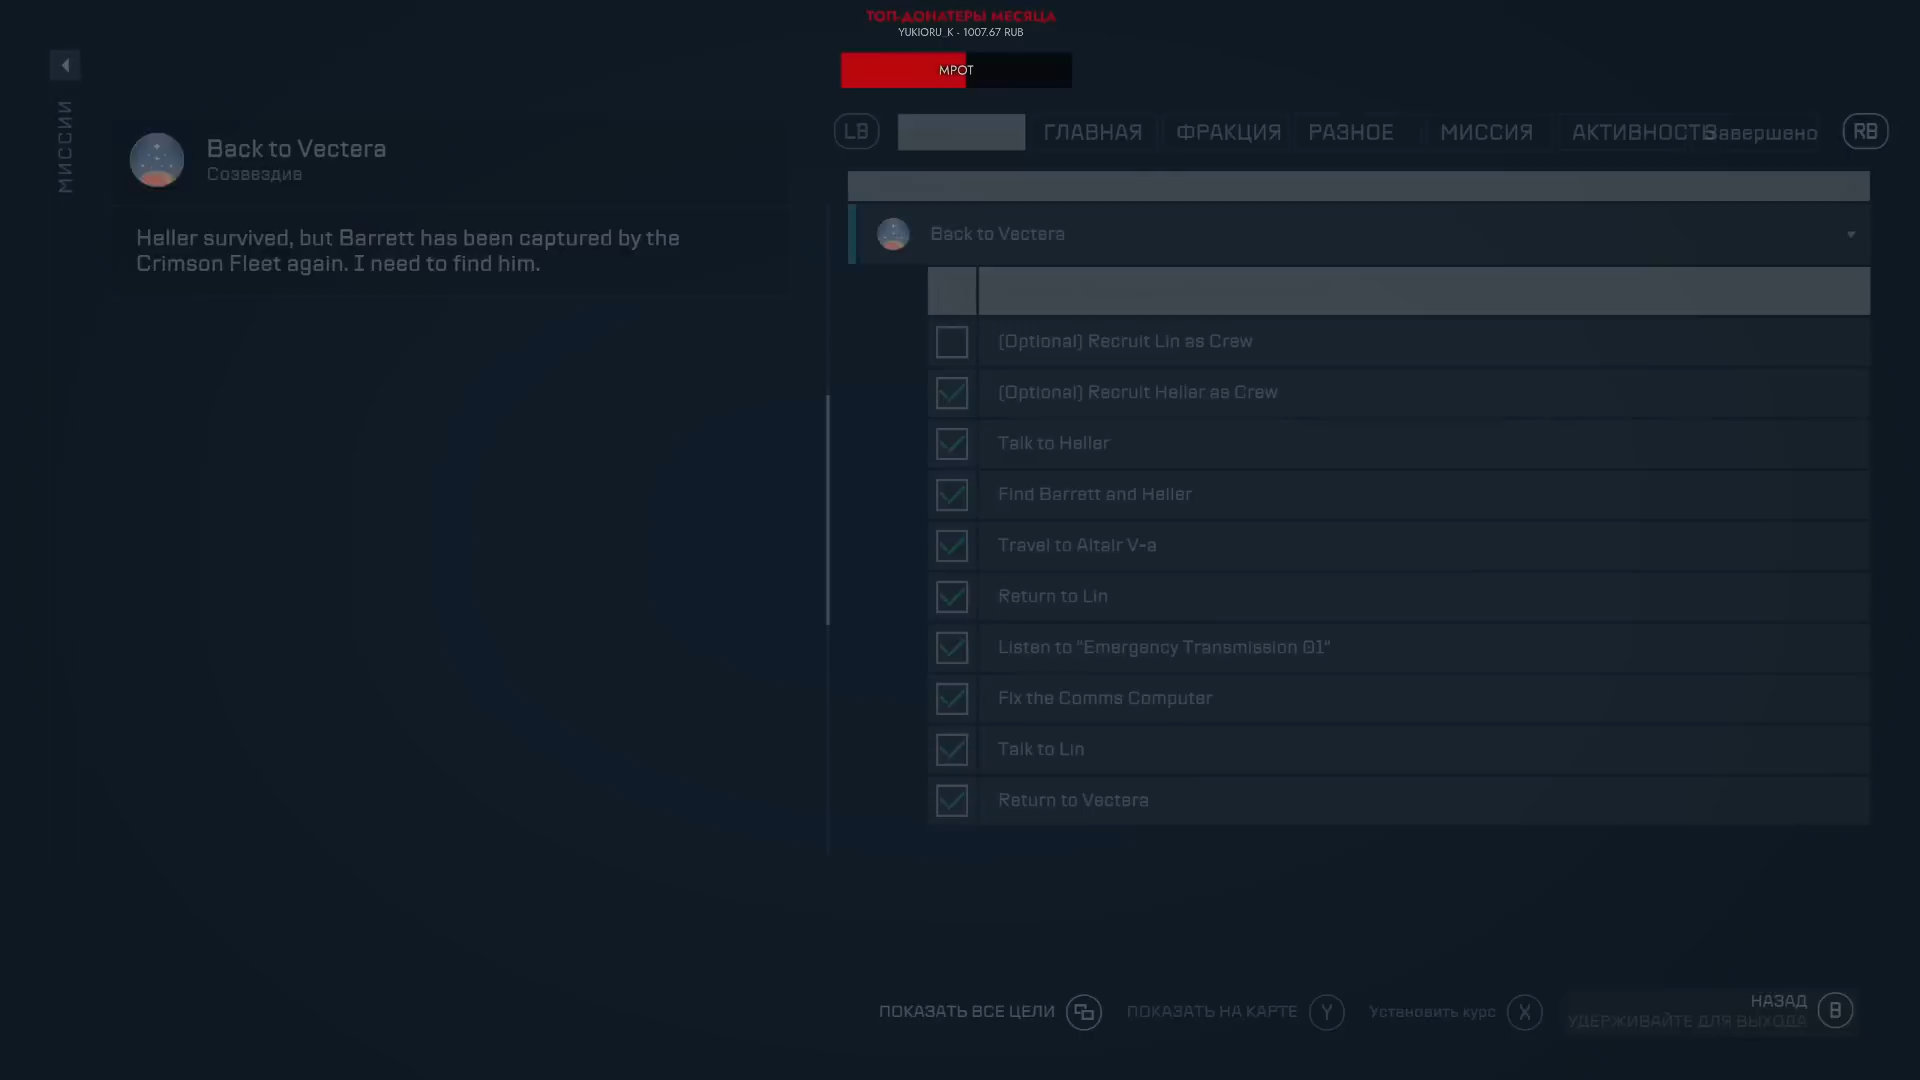 ТОП-ДОНАТЕРЫ МЕСЯЦА
YUKIORU_K - 1007.67 RUB
МРОТ
МИССИИ
Back to Vectera
Созвездие
Heller survived, but Barrett has been captured by the
Crimson Fleet again. I need to find him.
LB
ГЛАВНАЯ
ФРАКЦИЯ
РАЗНОЕ
МИССИЯ
АКТИВНОСТЬ
Завершено
RB
Back to Vectera
(Optional) Recruit Lin as Crew
(Optional) Recruit Heller as Crew
Talk to Heller
Find Barrett and Heller
Travel to Altair V-a
Return to Lin
Listen to "Emergency Transmission 01"
Fix the Comms Computer
Talk to Lin
Return to Vectera
ПОКАЗАТЬ ВСЕ ЦЕЛИ
ПОКАЗАТЬ НА КАРТЕ Y
Установить курс X
НАЗАД B
УДЕРЖИВАЙТЕ ДЛЯ ВЫХОДА